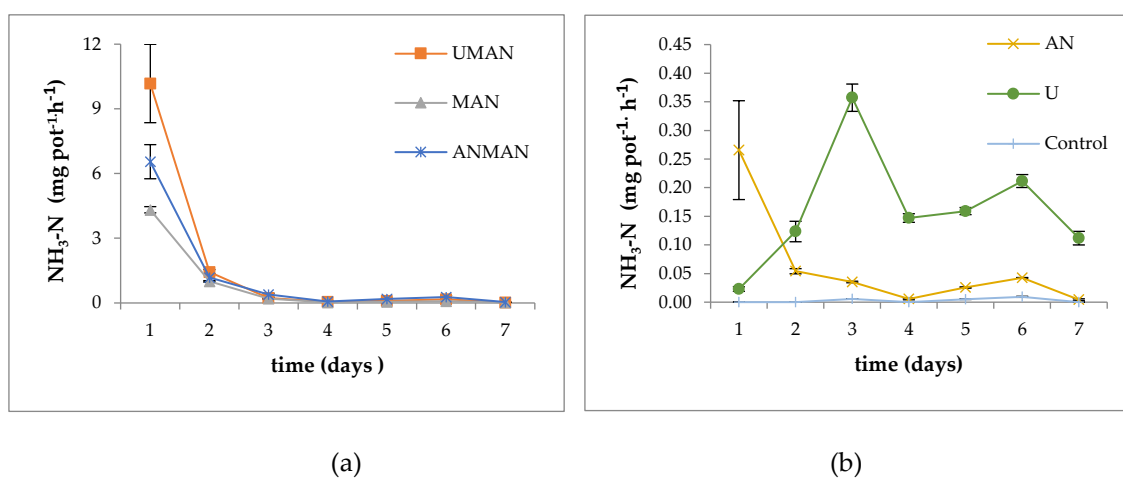 12
9
6
3
0
NH₃-N (mg pot⁻¹·h⁻¹)
UMAN
MAN
ANMAN
1 2 3 4 5 6 7
time (days )
(a)
0.45
0.40
0.35
0.30
0.25
0.20
0.15
0.10
0.05
0.00
NH₃-N (mg pot⁻¹· h⁻¹)
AN
U
Control
1 2 3 4 5 6 7
time (days)
(b)